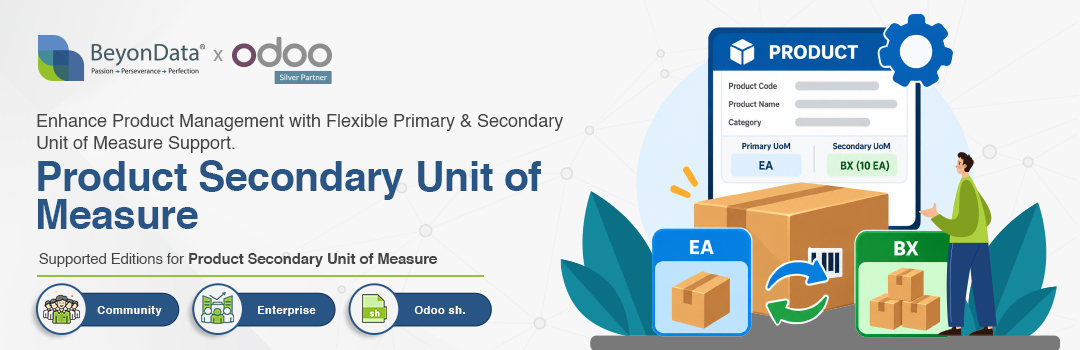 BeyonData®
Passion → Perseverance → Perfection
x
odoo
Silver Partner
Enhance Product Management with Flexible Primary & Secondary
Unit of Measure Support.
Product Secondary Unit of
Measure
Supported Editions for Product Secondary Unit of Measure
Community
Enterprise
sh
Odoo sh.
PRODUCT
Product Code
Product Name
Category
Primary UoM
Secondary UoM
EA
BX (10 EA)
EA
BX